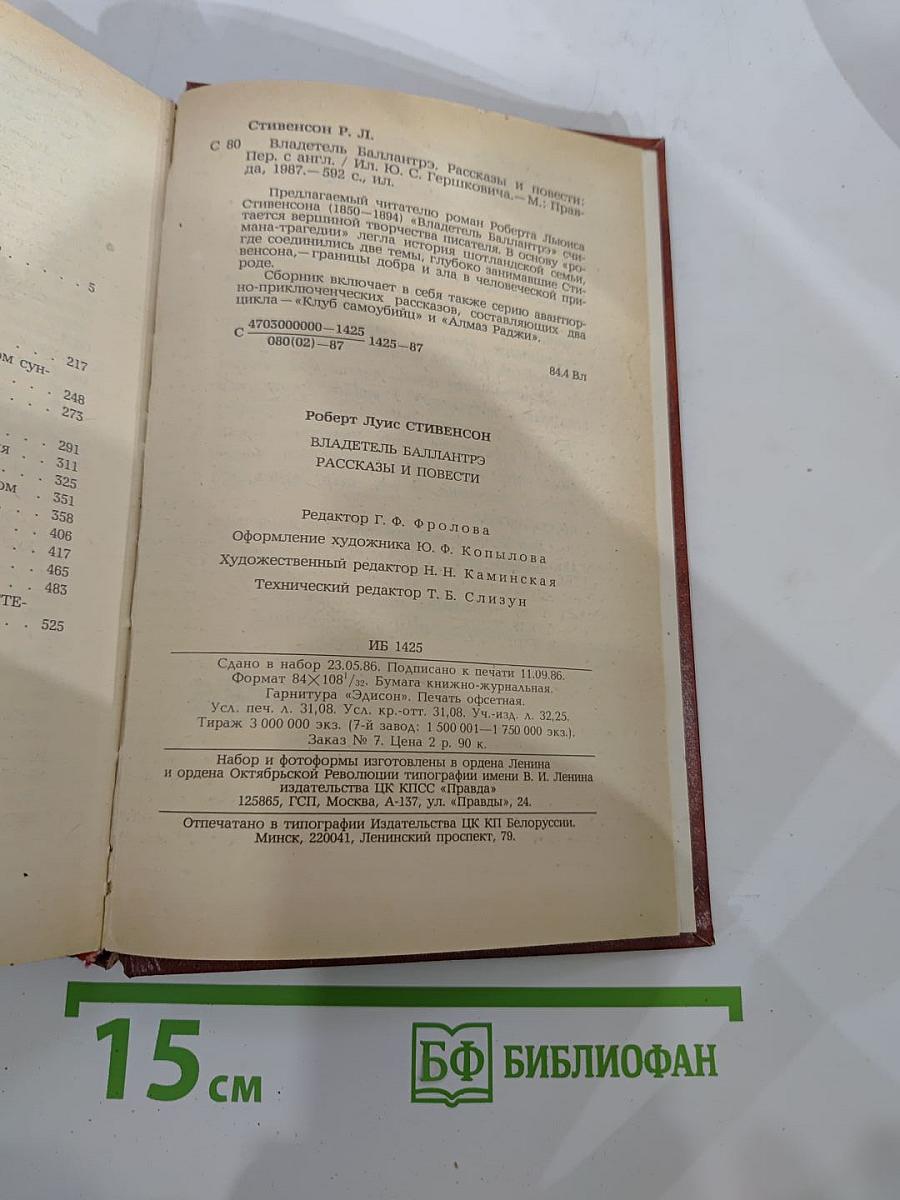 5
217
ом сун-
248
273
291
я . . 311
325
ом . 351
358
406
417
465
483
ТЕ-
525
Стивенсон Р. Л.
С 80 Владетель Баллантрэ. Рассказы и повести:
Пер. с англ. / Ил. Ю. С. Гершковича.— М.: Прав-
да, 1987.— 592 с., ил.
Предлагаемый читателю роман Роберта Льюиса
Стивенсона (1850—1894) «Владетель Баллантрэ» счи-
тается вершиной творчества писателя. В основу «ро-
мана-трагедии» легла история шотландской семьи,
где соединились две темы, глубоко занимавшие Сти-
венсона,— границы добра и зла в человеческой при-
роде.
Сборник включает в себя также серию авантюр-
но-приключенческих рассказов, составляющих два
цикла — «Клуб самоубийц» и «Алмаз Раджи».
С 4703000000—1425
080(02)—87 1425—87
84.4 Вл
Роберт Луис СТИВЕНСОН
ВЛАДЕТЕЛЬ БАЛЛАНТРЭ
РАССКАЗЫ И ПОВЕСТИ
Редактор Г. Ф. Фролова
Оформление художника Ю. Ф. Копылова
Художественный редактор Н. Н. Каминская
Технический редактор Т. Б. Слизун
ИБ 1425
Сдано в набор 23.05.86. Подписано к печати 11.09.86.
Формат 84×108¹/₃₂. Бумага книжно-журнальная.
Гарнитура «Эдисон». Печать офсетная.
Усл. печ. л. 31,08. Усл. кр.-отт. 31,08. Уч.-изд. л. 32,25.
Тираж 3 000 000 экз. (7-й завод: 1 500 001—1 750 000 экз.).
Заказ № 7. Цена 2 р. 90 к.
Набор и фотоформы изготовлены в ордена Ленина
и ордена Октябрьской Революции типографии имени В. И. Ленина
издательства ЦК КПСС «Правда»
125865, ГСП, Москва, А-137, ул. «Правды», 24.
Отпечатано в типографии Издательства ЦК КП Белоруссии.
Минск, 220041, Ленинский проспект, 79.
15 см
БФ БИБЛИОФАН